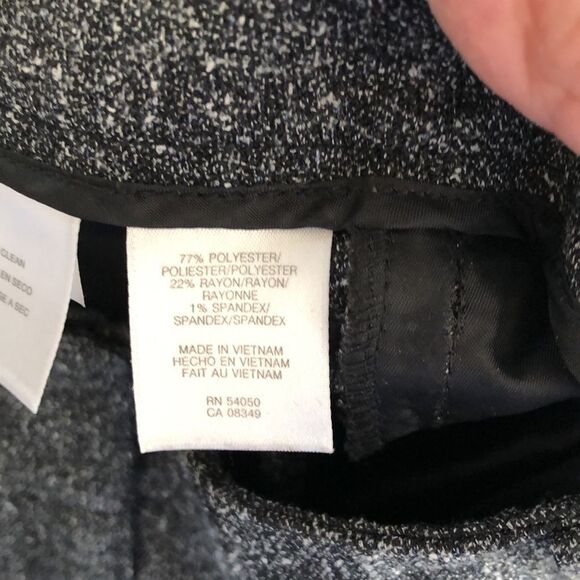 CLEAN
EN SECO
E A SEC
77% POLYESTER/
POLIESTER/POLYESTER
22% RAYON/RAYON/
RAYONNE
1% SPANDEX/
SPANDEX/SPANDEX
MADE IN VIETNAM
HECHO EN VIETNAM
FAIT AU VIETNAM
RN 54050
CA 08349